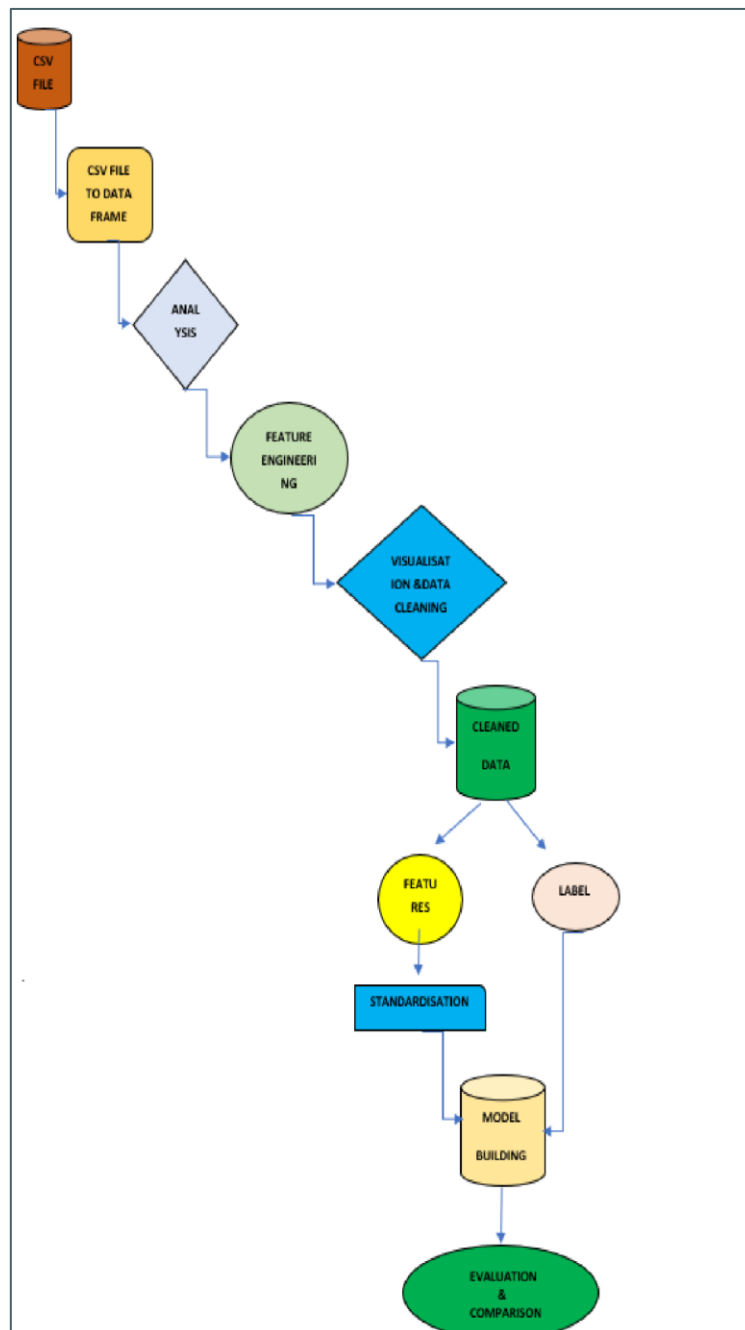 CSV
FILE
CSV FILE
TO DATA
FRAME
ANAL
YSIS
FEATURE
ENGINEERI
NG
VISUALISAT
ION &DATA
CLEANING
CLEANED
DATA
FEATU
RES
LABEL
STANDARDISATION
MODEL
BUILDING
EVALUATION
&
COMPARISON